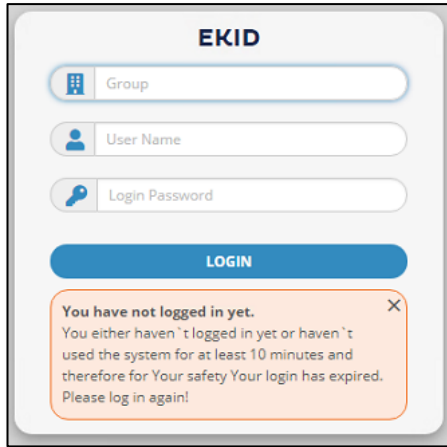 EKID
Group
User Name
Login Password
LOGIN
You have not logged in yet.
You either haven`t logged in yet or haven`t
used the system for at least 10 minutes and
therefore for Your safety Your login has expired.
Please log in again!